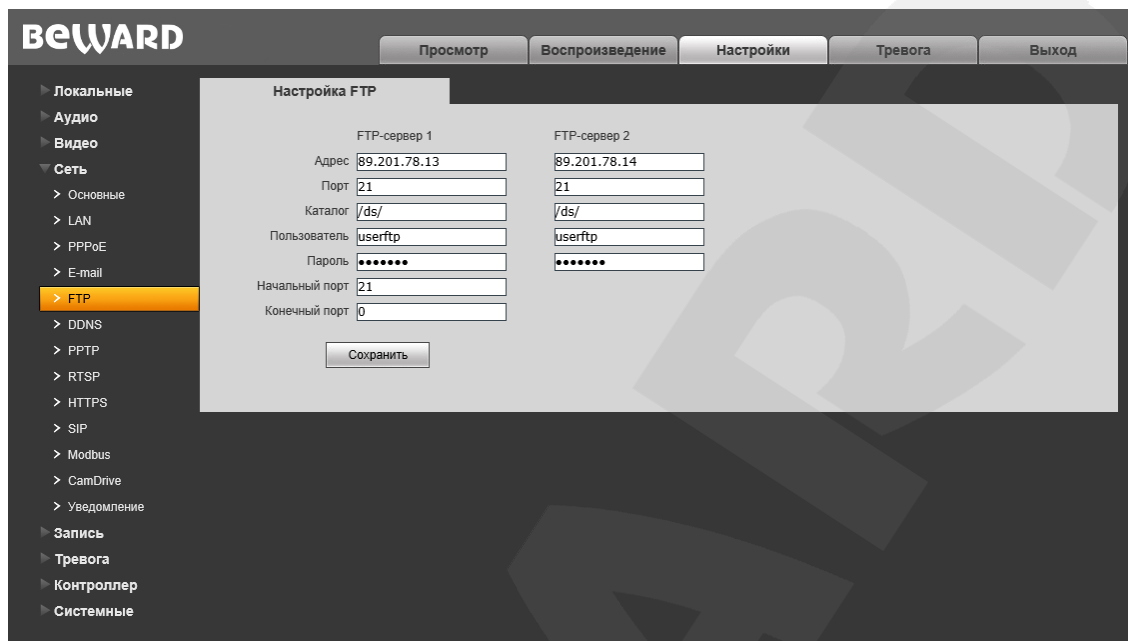 BEWARD
Просмотр
Воспроизведение
Настройки
Тревога
Выход
Локальные
Аудио
Видео
Сеть
> Основные
> LAN
> PPPoE
> E-mail
> FTP
> DDNS
> PPTP
> RTSP
> HTTPS
> SIP
> Modbus
> CamDrive
> Уведомление
Запись
Тревога
Контроллер
Системные
Настройка FTP
FTP-сервер 1 FTP-сервер 2
Адрес 89.201.78.13 89.201.78.14
Порт 21 21
Каталог /ds/ /ds/
Пользователь userftp userftp
Пароль ●●●●●●● ●●●●●●●
Начальный порт 21
Конечный порт 0
Сохранить